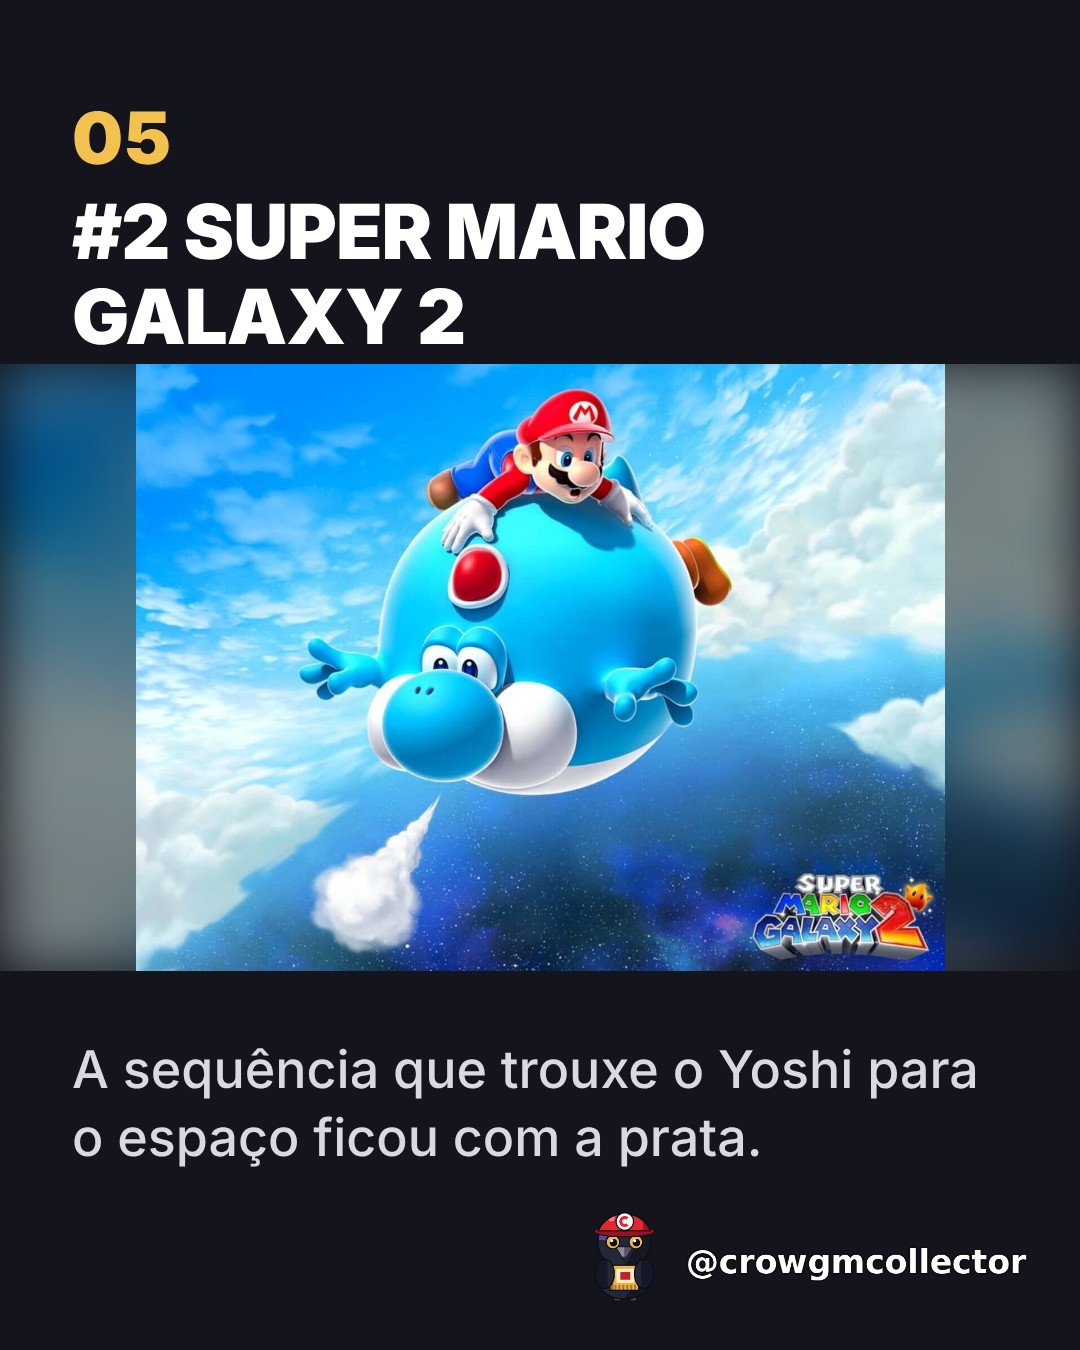 05
#2 SUPER MARIO
GALAXY 2
M
SUPER
MARIO
GALAXY 2
A sequência que trouxe o Yoshi para
o espaço ficou com a prata.
C
@crowgmcollector